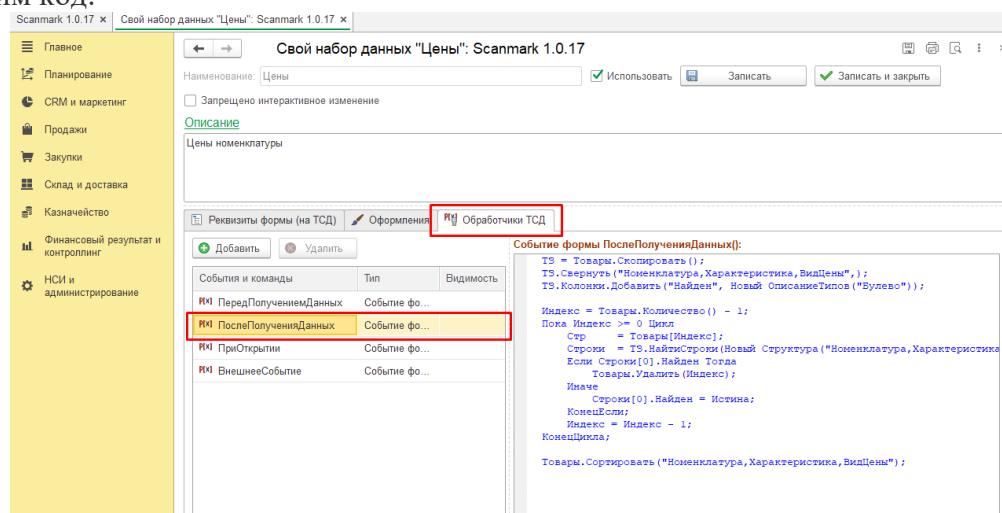 им код:
Scanmark 1.0.17 × Свой набор данных "Цены": Scanmark 1.0.17 ×
Главное
Планирование
CRM и маркетинг
Продажи
Закупки
Склад и доставка
Казначейство
Финансовый результат и
контроллинг
НСИ и
администрирование
Свой набор данных "Цены": Scanmark 1.0.17
Наименование: Цены
Использовать Записать Записать и закрыть
Запрещено интерактивное изменение
Описание
Цены номенклатуры
Реквизиты формы (на ТСД) Оформления Обработчики ТСД
Добавить Удалить
События и команды Тип Видимость
P[x] ПередПолучениемДанных Событие фо...
P[x] ПослеПолученияДанных Событие фо...
P[x] ПриОткрытии Событие фо...
P[x] ВнешнееСобытие Событие фо...
Событие формы ПослеПолученияДанных():
ТЗ = Товары.Скопировать();
ТЗ.Свернуть("Номенклатура,Характеристика,ВидЦены",);
ТЗ.Колонки.Добавить("Найден", Новый ОписаниеТипов("Булево"));
Индекс = Товары.Количество() - 1;
Пока Индекс >= 0 Цикл
Стр = Товары[Индекс];
Строки = ТЗ.НайтиСтроки(Новый Структура("Номенклатура,Характеристика
Если Строки[0].Найден Тогда
Товары.Удалить(Индекс);
Иначе
Строки[0].Найден = Истина;
КонецЕсли;
Индекс = Индекс - 1;
КонецЦикла;
Товары.Сортировать("Номенклатура,Характеристика,ВидЦены");